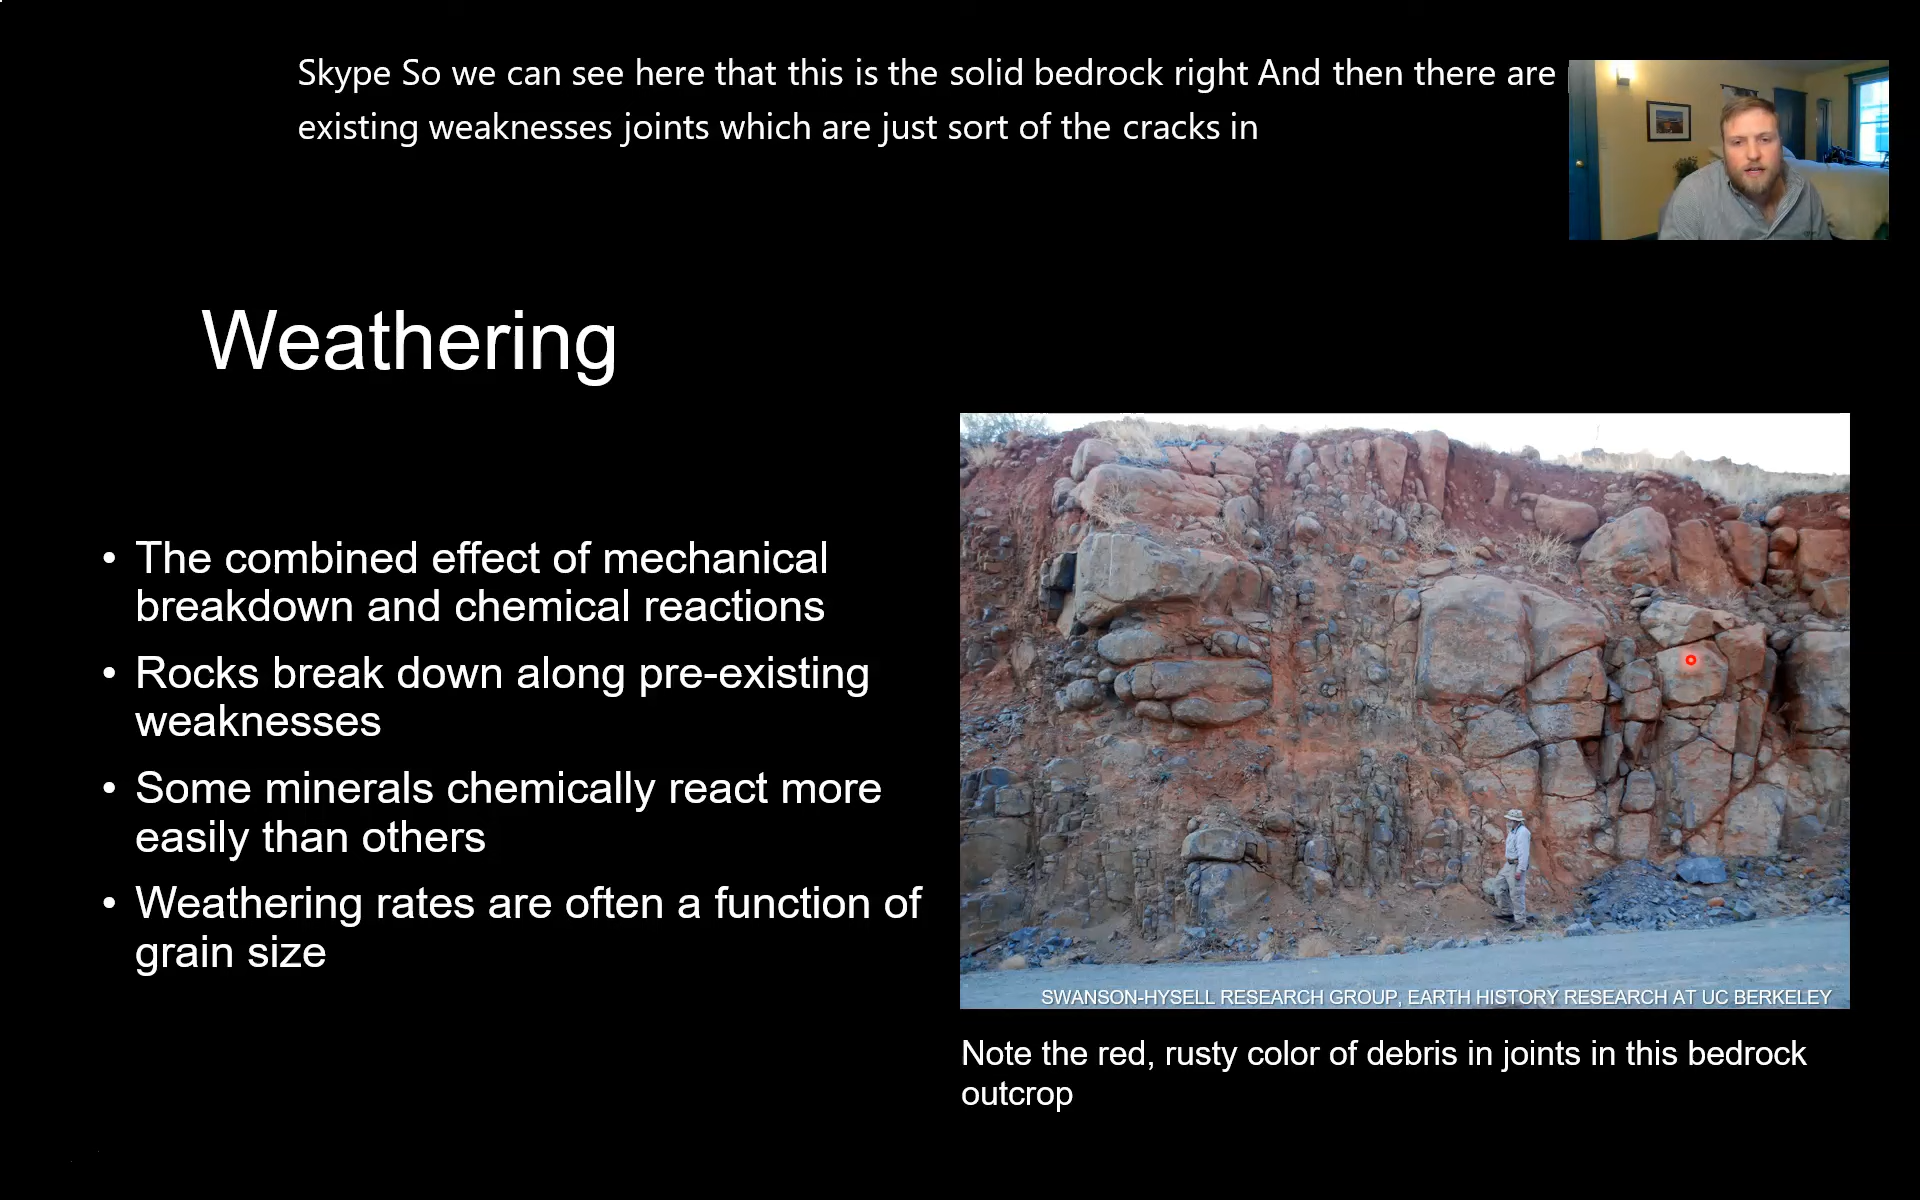 Skype So we can see here that this is the solid bedrock right And then there are
existing weaknesses joints which are just sort of the cracks in
Weathering
• The combined effect of mechanical
breakdown and chemical reactions
• Rocks break down along pre-existing
weaknesses
• Some minerals chemically react more
easily than others
• Weathering rates are often a function of
grain size
SWANSON-HYSELL RESEARCH GROUP, EARTH HISTORY RESEARCH AT UC BERKELEY
Note the red, rusty color of debris in joints in this bedrock
outcrop